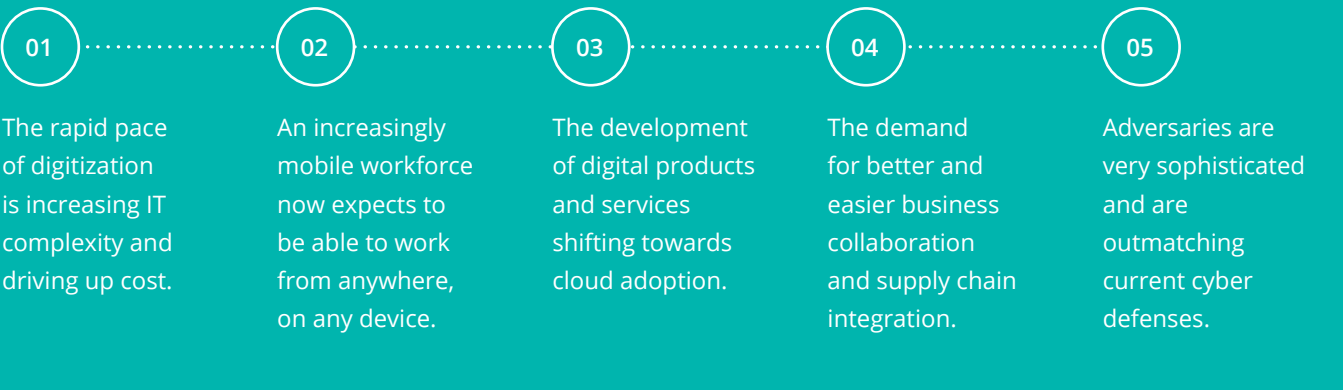 01
The rapid pace
of digitization
is increasing IT
complexity and
driving up cost.
02
An increasingly
mobile workforce
now expects to
be able to work
from anywhere,
on any device.
03
The development
of digital products
and services
shifting towards
cloud adoption.
04
The demand
for better and
easier business
collaboration
and supply chain
integration.
05
Adversaries are
very sophisticated
and are
outmatching
current cyber
defenses.